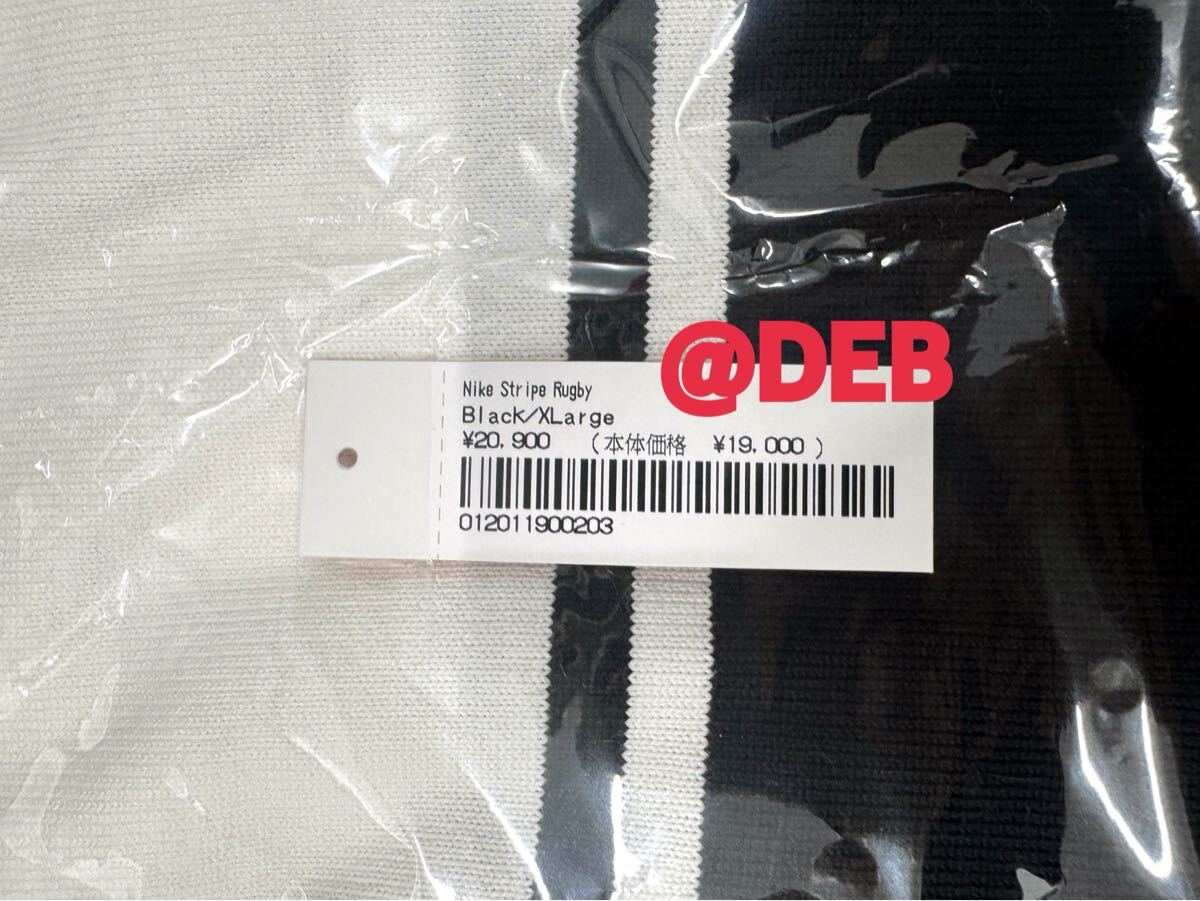 @DEB
Nike Stripe Rugby
Black/XLarge
¥20,900 (本体価格 ¥19,000 )
012011900203